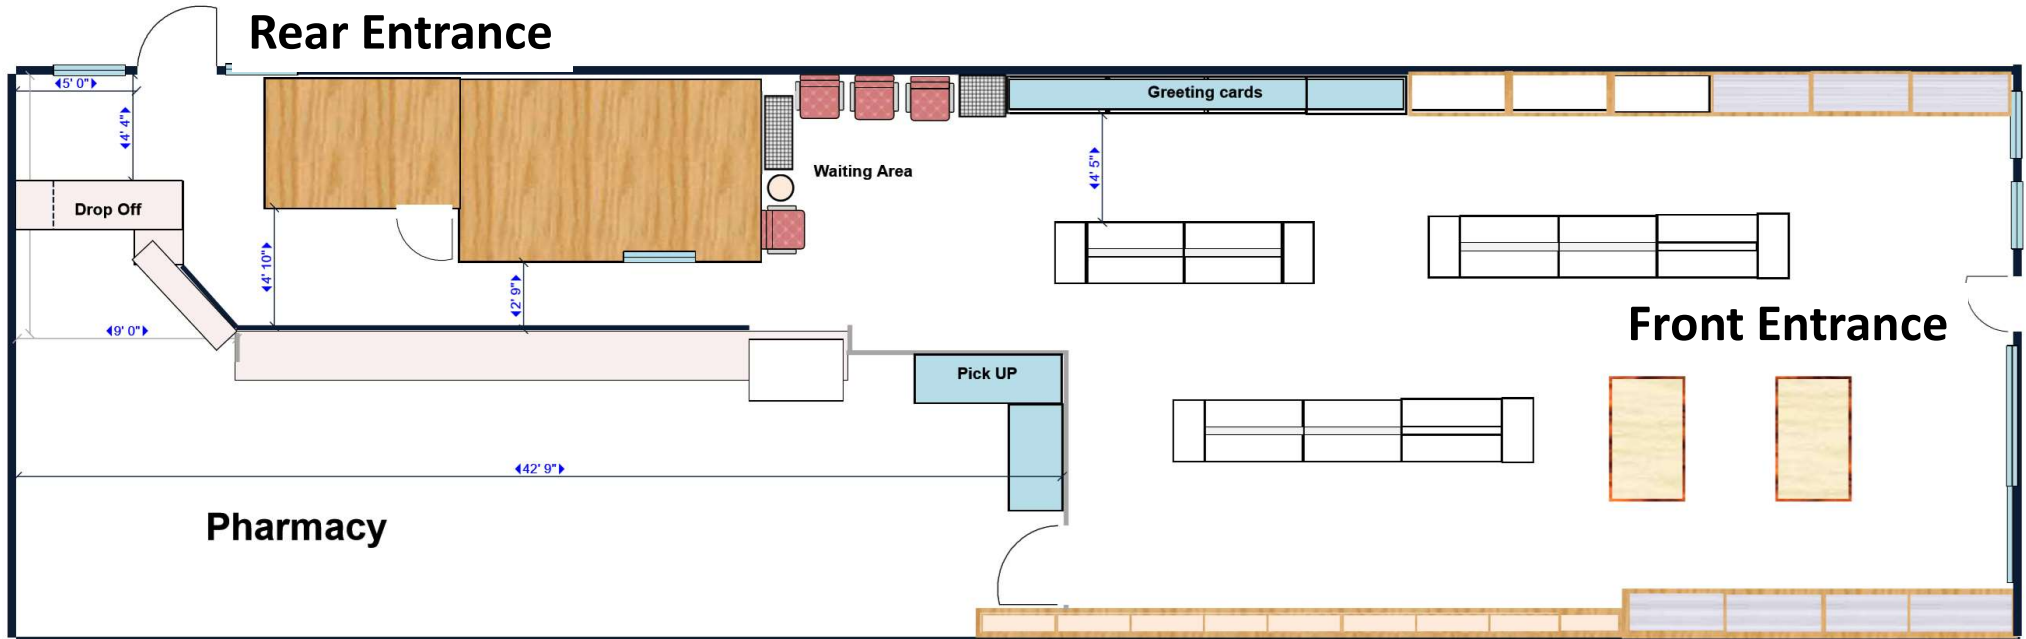 Rear Entrance
5' 0"
4' 4"
Greeting cards
Waiting Area
4' 5"
Drop Off
4' 10"
2' 9"
9' 0"
Front Entrance
Pick UP
42' 9"
Pharmacy